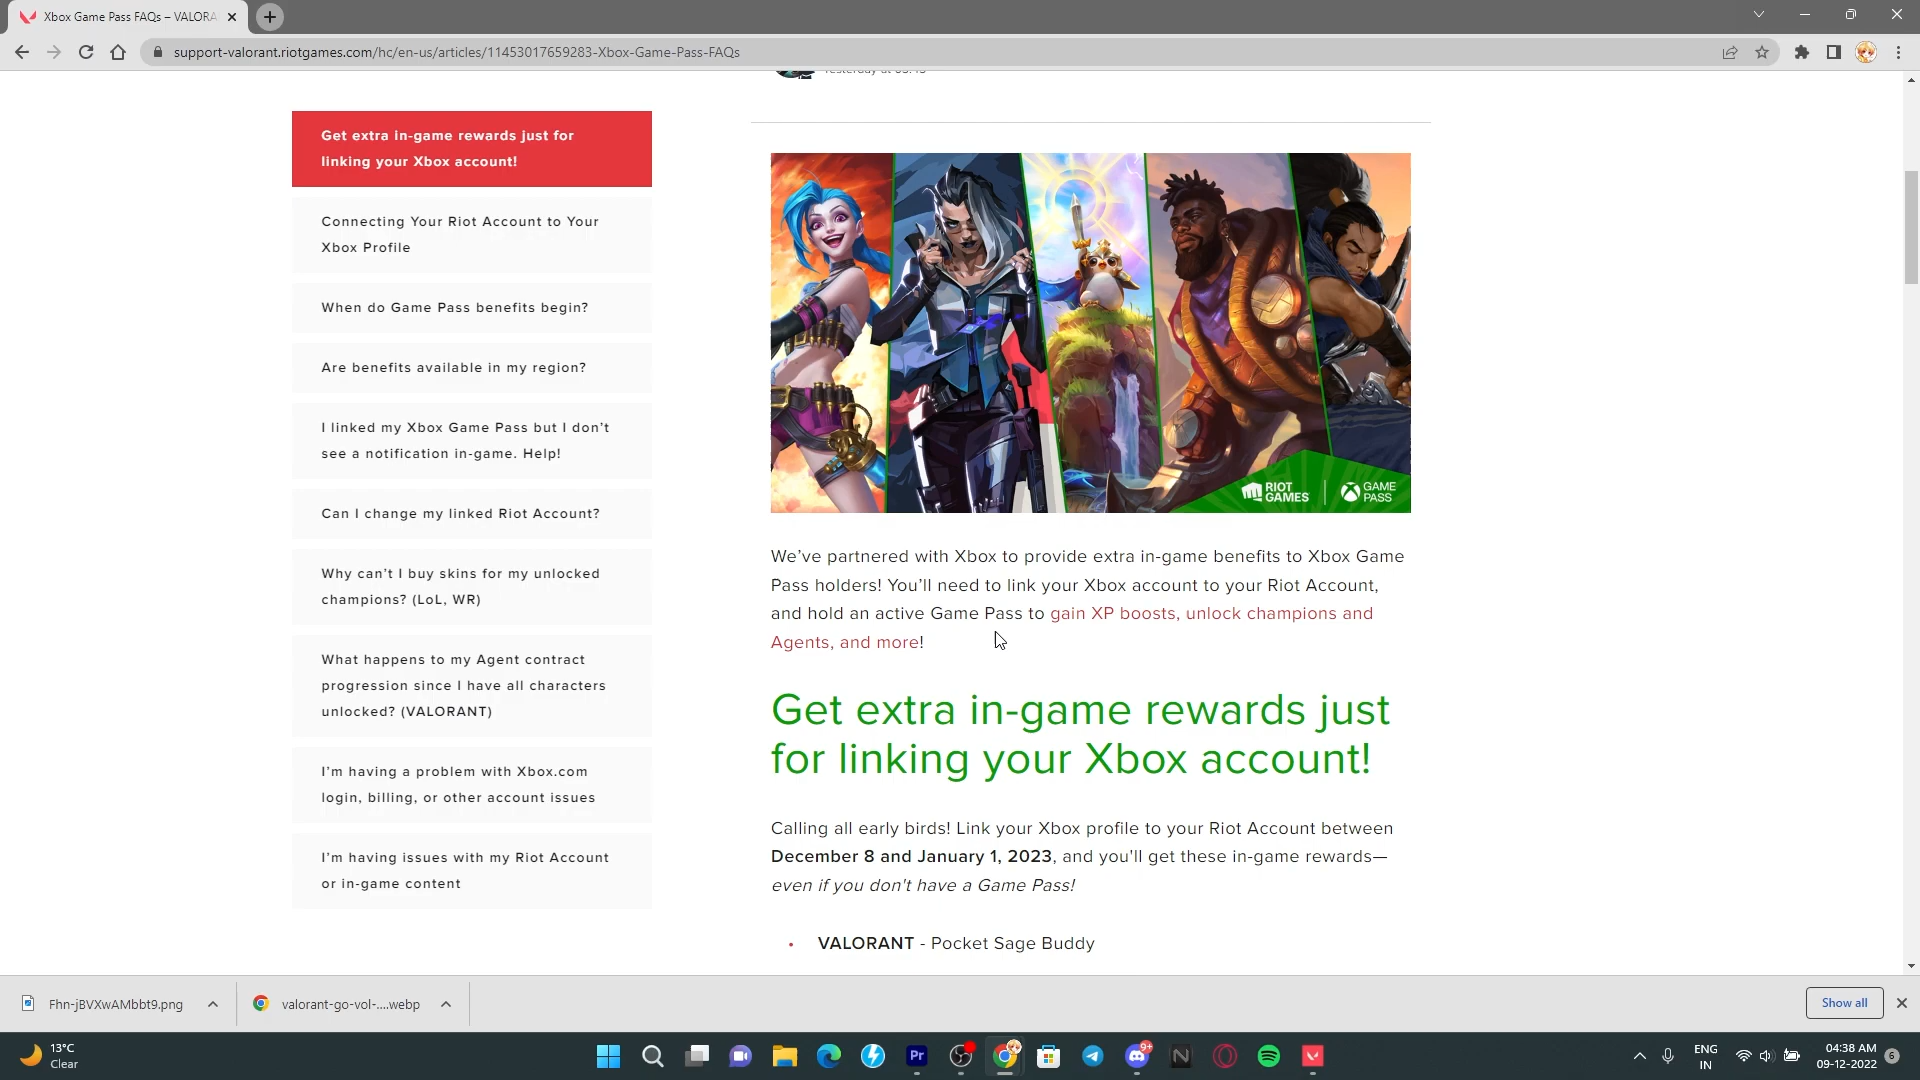 Xbox Game Pass FAQs – VALORA
support-valorant.riotgames.com/hc/en-us/articles/11453017659283-Xbox-Game-Pass-FAQs
Get extra in-game rewards just for
linking your Xbox account!
Connecting Your Riot Account to Your
Xbox Profile
When do Game Pass benefits begin?
Are benefits available in my region?
I linked my Xbox Game Pass but I don't
see a notification in-game. Help!
Can I change my linked Riot Account?
Why can't I buy skins for my unlocked
champions? (LoL, WR)
What happens to my Agent contract
progression since I have all characters
unlocked? (VALORANT)
I'm having a problem with Xbox.com
login, billing, or other account issues
I'm having issues with my Riot Account
or in-game content
RIOT
GAMES
GAME
PASS
We've partnered with Xbox to provide extra in-game benefits to Xbox Game
Pass holders! You'll need to link your Xbox account to your Riot Account,
and hold an active Game Pass to gain XP boosts, unlock champions and
Agents, and more!
Get extra in-game rewards just
for linking your Xbox account!
Calling all early birds! Link your Xbox profile to your Riot Account between
December 8 and January 1, 2023, and you'll get these in-game rewards—
even if you don't have a Game Pass!
• VALORANT - Pocket Sage Buddy
Fhn-jBVXwAMbbt9.png
valorant-go-vol-....webp
Show all
13°C
Clear
Pr
9+
N
ENG
IN
04:38 AM
09-12-2022
6